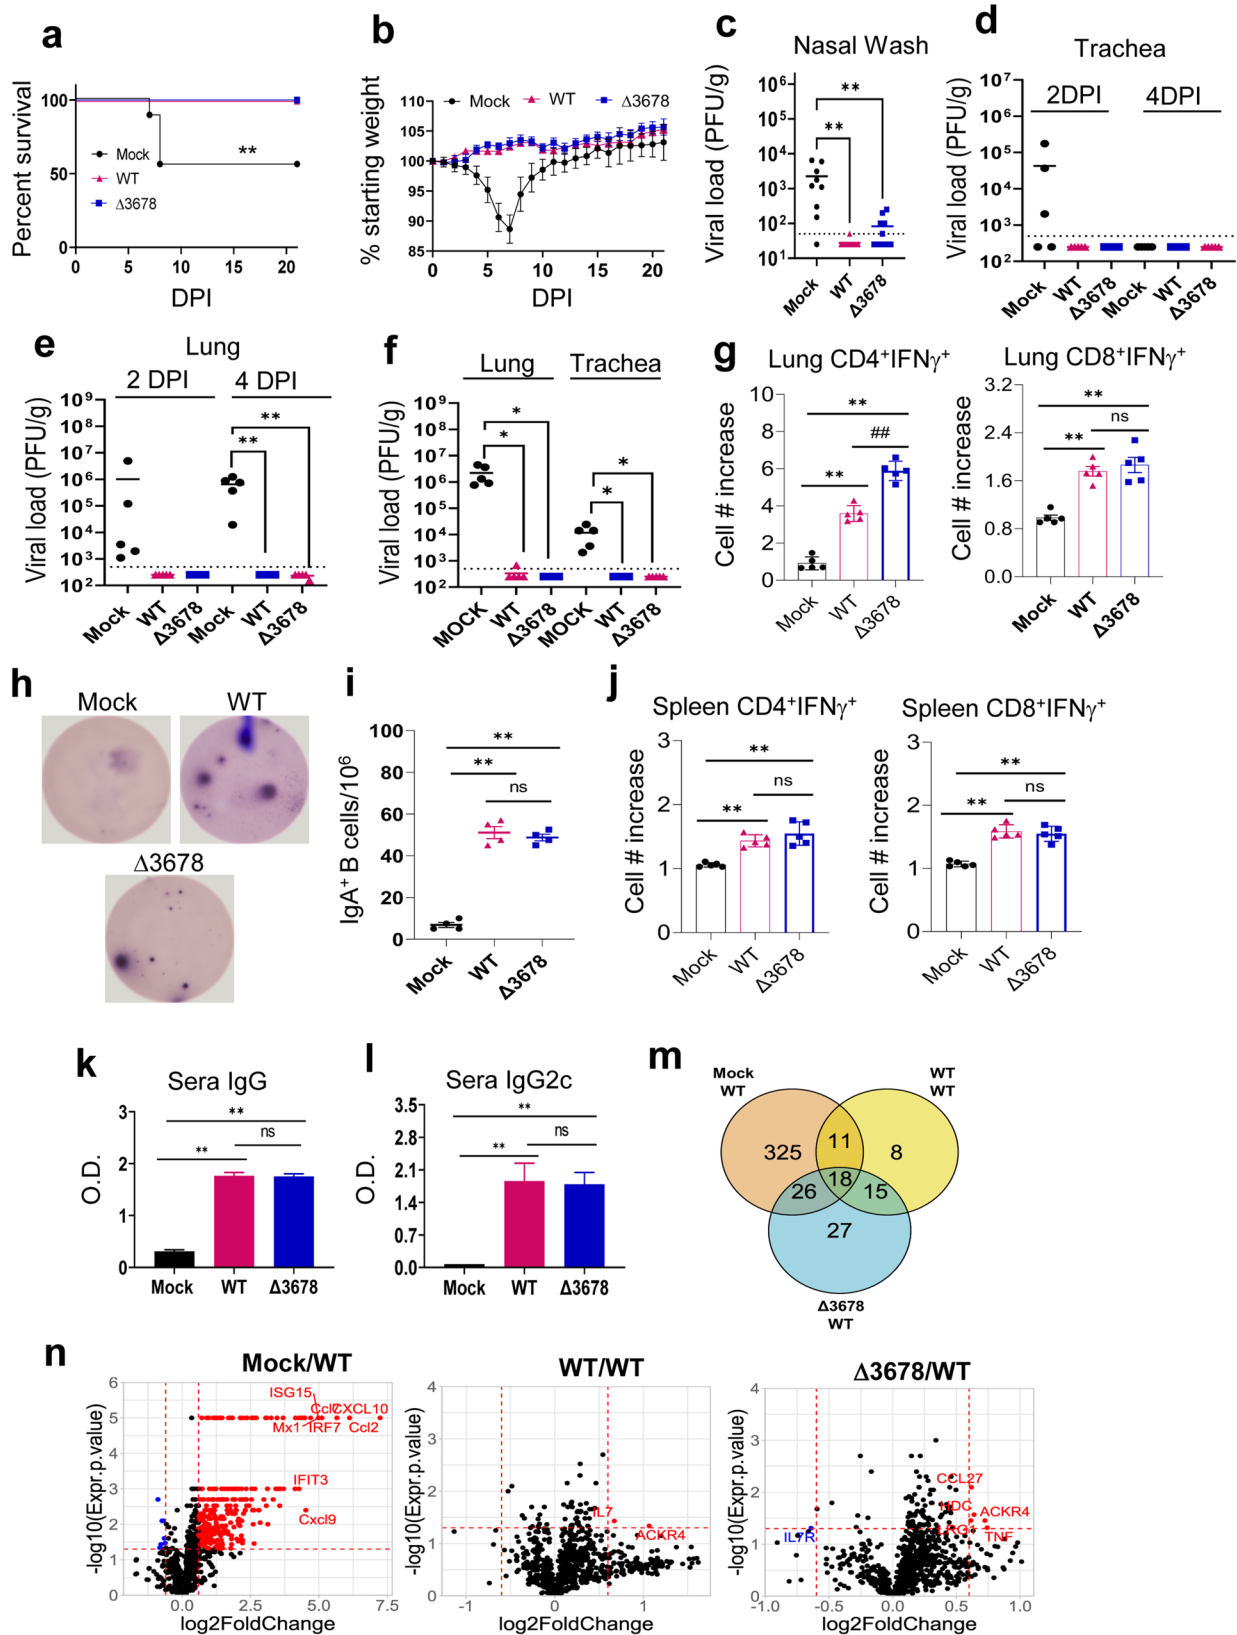 a
Percent survival
100
50
0
Mock
WT
Δ3678
**
0 5 10 15 20
DPI
b
% starting weight
110
105
100
95
90
85
Mock WT Δ3678
0 5 10 15 20
DPI
c
Nasal Wash
Viral load (PFU/g)
10⁶
10⁵
10⁴
10³
10²
10¹
**
**
Mock WT Δ3678
d
Trachea
Viral load (PFU/g)
10⁷
10⁶
10⁵
10⁴
10³
10²
2DPI 4DPI
Mock WT Δ3678 Mock WT Δ3678
e
Lung
2 DPI 4 DPI
Viral load (PFU/g)
10⁹
10⁸
10⁷
10⁶
10⁵
10⁴
10³
10²
**
**
Mock WT Δ3678 Mock WT Δ3678
f
Lung Trachea
Viral load (PFU/g)
10⁹
10⁸
10⁷
10⁶
10⁵
10⁴
10³
10²
*
*
*
*
MOCK WT Δ3678 MOCK WT Δ3678
g
Lung CD4⁺IFNγ⁺
Cell # increase
10
8
6
4
2
0
**
##
**
Mock WT Δ3678
Lung CD8⁺IFNγ⁺
Cell # increase
3.2
2.4
1.6
0.8
0.0
**
ns
**
Mock WT Δ3678
h
Mock WT
Δ3678
i
IgA⁺ B cells/10⁶
100
80
60
40
20
0
**
**
ns
Mock WT Δ3678
j
Spleen CD4⁺IFNγ⁺
Cell # increase
3
2
1
0
**
ns
**
Mock WT Δ3678
Spleen CD8⁺IFNγ⁺
Cell # increase
3
2
1
0
**
ns
**
Mock WT Δ3678
k
Sera IgG
O.D.
3
2
1
0
**
ns
**
Mock WT Δ3678
l
Sera IgG2c
O.D.
3.5
2.8
2.1
1.4
0.7
0.0
**
ns
**
Mock WT Δ3678
m
Mock
WT
WT
WT
325 11 8
18
26 15
27
Δ3678
WT
n
Mock/WT
-log10(Expr.p.value)
6
5
4
3
2
1
0
ISG15
Ccl7 CXCL10
Mx1 IRF7 Ccl2
IFIT3
Cxcl9
0.0 2.5 5.0 7.5
log2FoldChange
WT/WT
-log10(Expr.p.value)
4
3
2
1
0
IL7
ACKR4
-1 0 1
log2FoldChange
Δ3678/WT
-log10(Expr.p.value)
4
3
2
1
0
CCL27
HDC ACKR4
TNF
IL7R
-1.0 -0.5 0.0 0.5 1.0
log2FoldChange